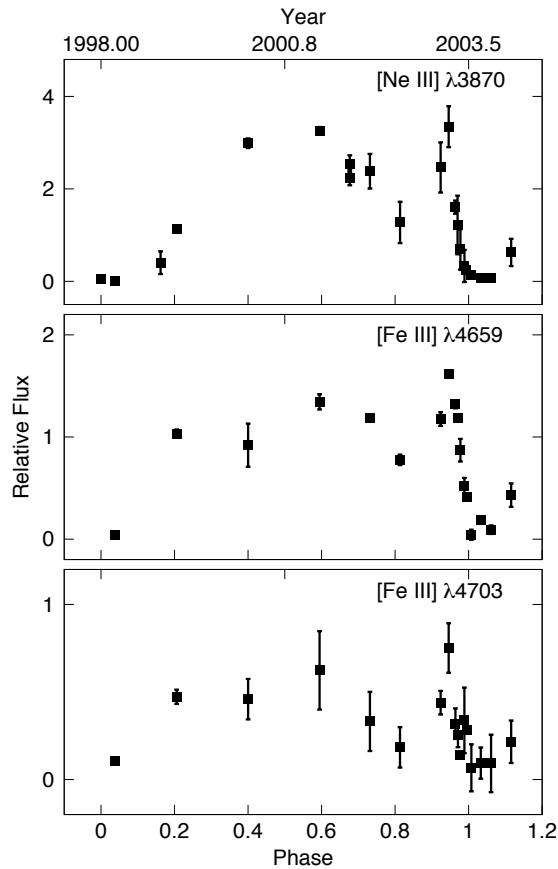 Year
1998.00 2000.8 2003.5
[Ne III] λ3870
4
2
0
[Fe III] λ4659
2
1
0
Relative Flux
[Fe III] λ4703
1
0
0 0.2 0.4 0.6 0.8 1 1.2
Phase